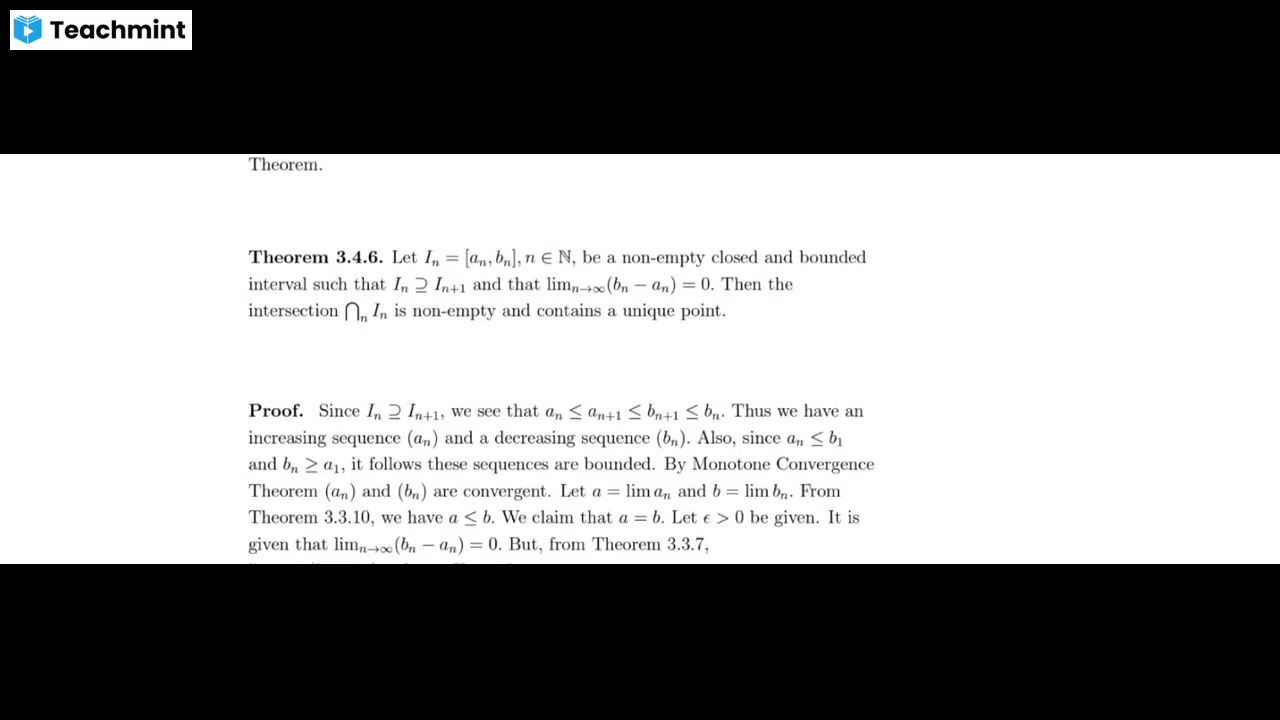 Teachmint
Theorem.
Theorem 3.4.6. Let Iₙ = [aₙ, bₙ], n ∈ ℕ, be a non-empty closed and bounded
interval such that Iₙ ⊇ Iₙ₊₁ and that limₙ→∞(bₙ − aₙ) = 0. Then the
intersection ⋂ₙ Iₙ is non-empty and contains a unique point.
Proof. Since Iₙ ⊇ Iₙ₊₁, we see that aₙ ≤ aₙ₊₁ ≤ bₙ₊₁ ≤ bₙ. Thus we have an
increasing sequence (aₙ) and a decreasing sequence (bₙ). Also, since aₙ ≤ b₁
and bₙ ≥ a₁, it follows these sequences are bounded. By Monotone Convergence
Theorem (aₙ) and (bₙ) are convergent. Let a = lim aₙ and b = lim bₙ. From
Theorem 3.3.10, we have a ≤ b. We claim that a = b. Let ϵ > 0 be given. It is
given that limₙ→∞(bₙ − aₙ) = 0. But, from Theorem 3.3.7,